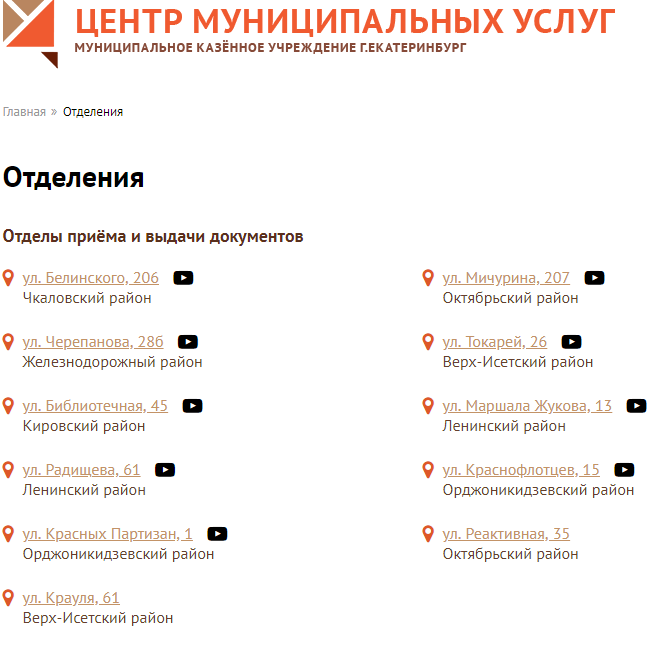 ЦЕНТР МУНИЦИПАЛЬНЫХ УСЛУГ
МУНИЦИПАЛЬНОЕ КАЗЁННОЕ УЧРЕЖДЕНИЕ Г.ЕКАТЕРИНБУРГ
Главная » Отделения
Отделения
Отделы приёма и выдачи документов
ул. Белинского, 206
Чкаловский район
ул. Мичурина, 207
Октябрьский район
ул. Черепанова, 28б
Железнодорожный район
ул. Токарей, 26
Верх-Исетский район
ул. Библиотечная, 45
Кировский район
ул. Маршала Жукова, 13
Ленинский район
ул. Радищева, 61
Ленинский район
ул. Краснофлотцев, 15
Орджоникидзевский район
ул. Красных Партизан, 1
Орджоникидзевский район
ул. Реактивная, 35
Октябрьский район
ул. Крауля, 61
Верх-Исетский район